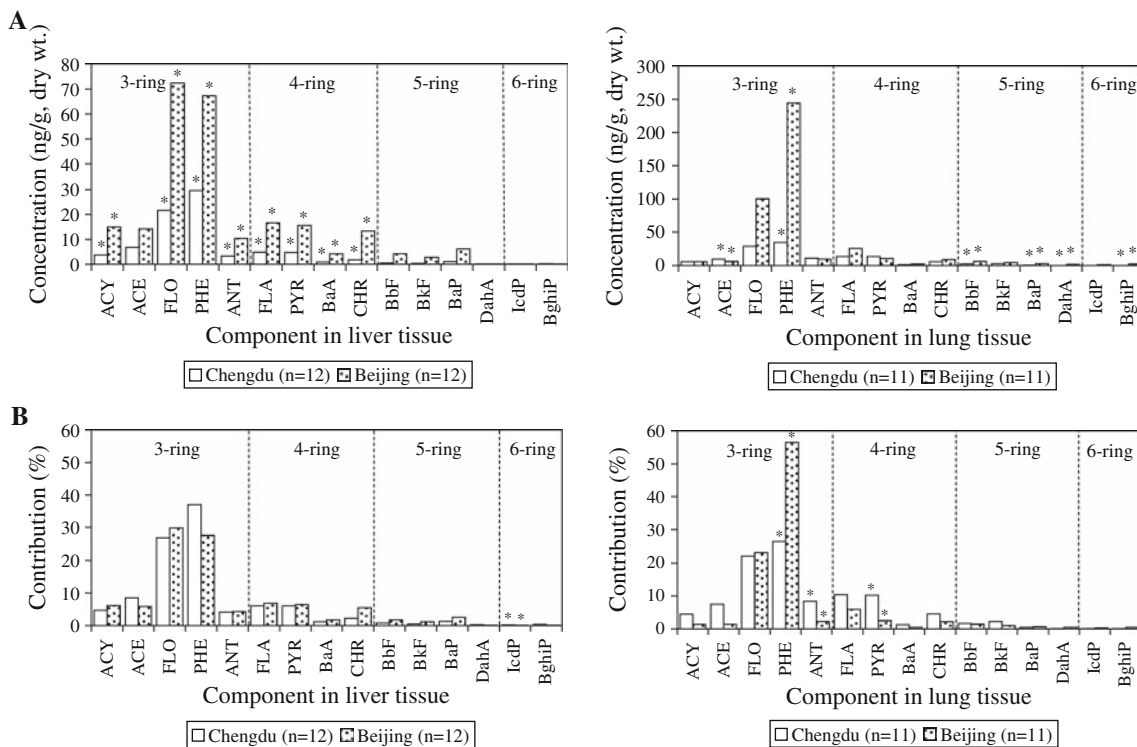 A
Concentration (ng/g, dry wt.)
80
70
60
50
40
30
20
10
0
3-ring 4-ring 5-ring 6-ring
* * * * * * * * * * * * * * * *
ACY ACE FLO PHE ANT FLA PYR BaA CHR BbF BkF BaP DahA IcdP BghiP
Component in liver tissue
Chengdu (n=12) Beijing (n=12)
Concentration (ng/g, dry wt.)
300
250
200
150
100
50
0
3-ring 4-ring 5-ring 6-ring
* * * * * * * * * * * *
ACY ACE FLO PHE ANT FLA PYR BaA CHR BbF BkF BaP DahA IcdP BghiP
Component in lung tissue
Chengdu (n=11) Beijing (n=11)
B
Contribution (%)
60
50
40
30
20
10
0
3-ring 4-ring 5-ring 6-ring
* *
ACY ACE FLO PHE ANT FLA PYR BaA CHR BbF BkF BaP DahA IcdP BghiP
Component in liver tissue
Chengdu (n=12) Beijing (n=12)
Contribution (%)
60
50
40
30
20
10
0
3-ring 4-ring 5-ring 6-ring
* * * * * *
ACY ACE FLO PHE ANT FLA PYR BaA CHR BbF BkF BaP DahA IcdP BghiP
Component in lung tissue
Chengdu (n=11) Beijing (n=11)